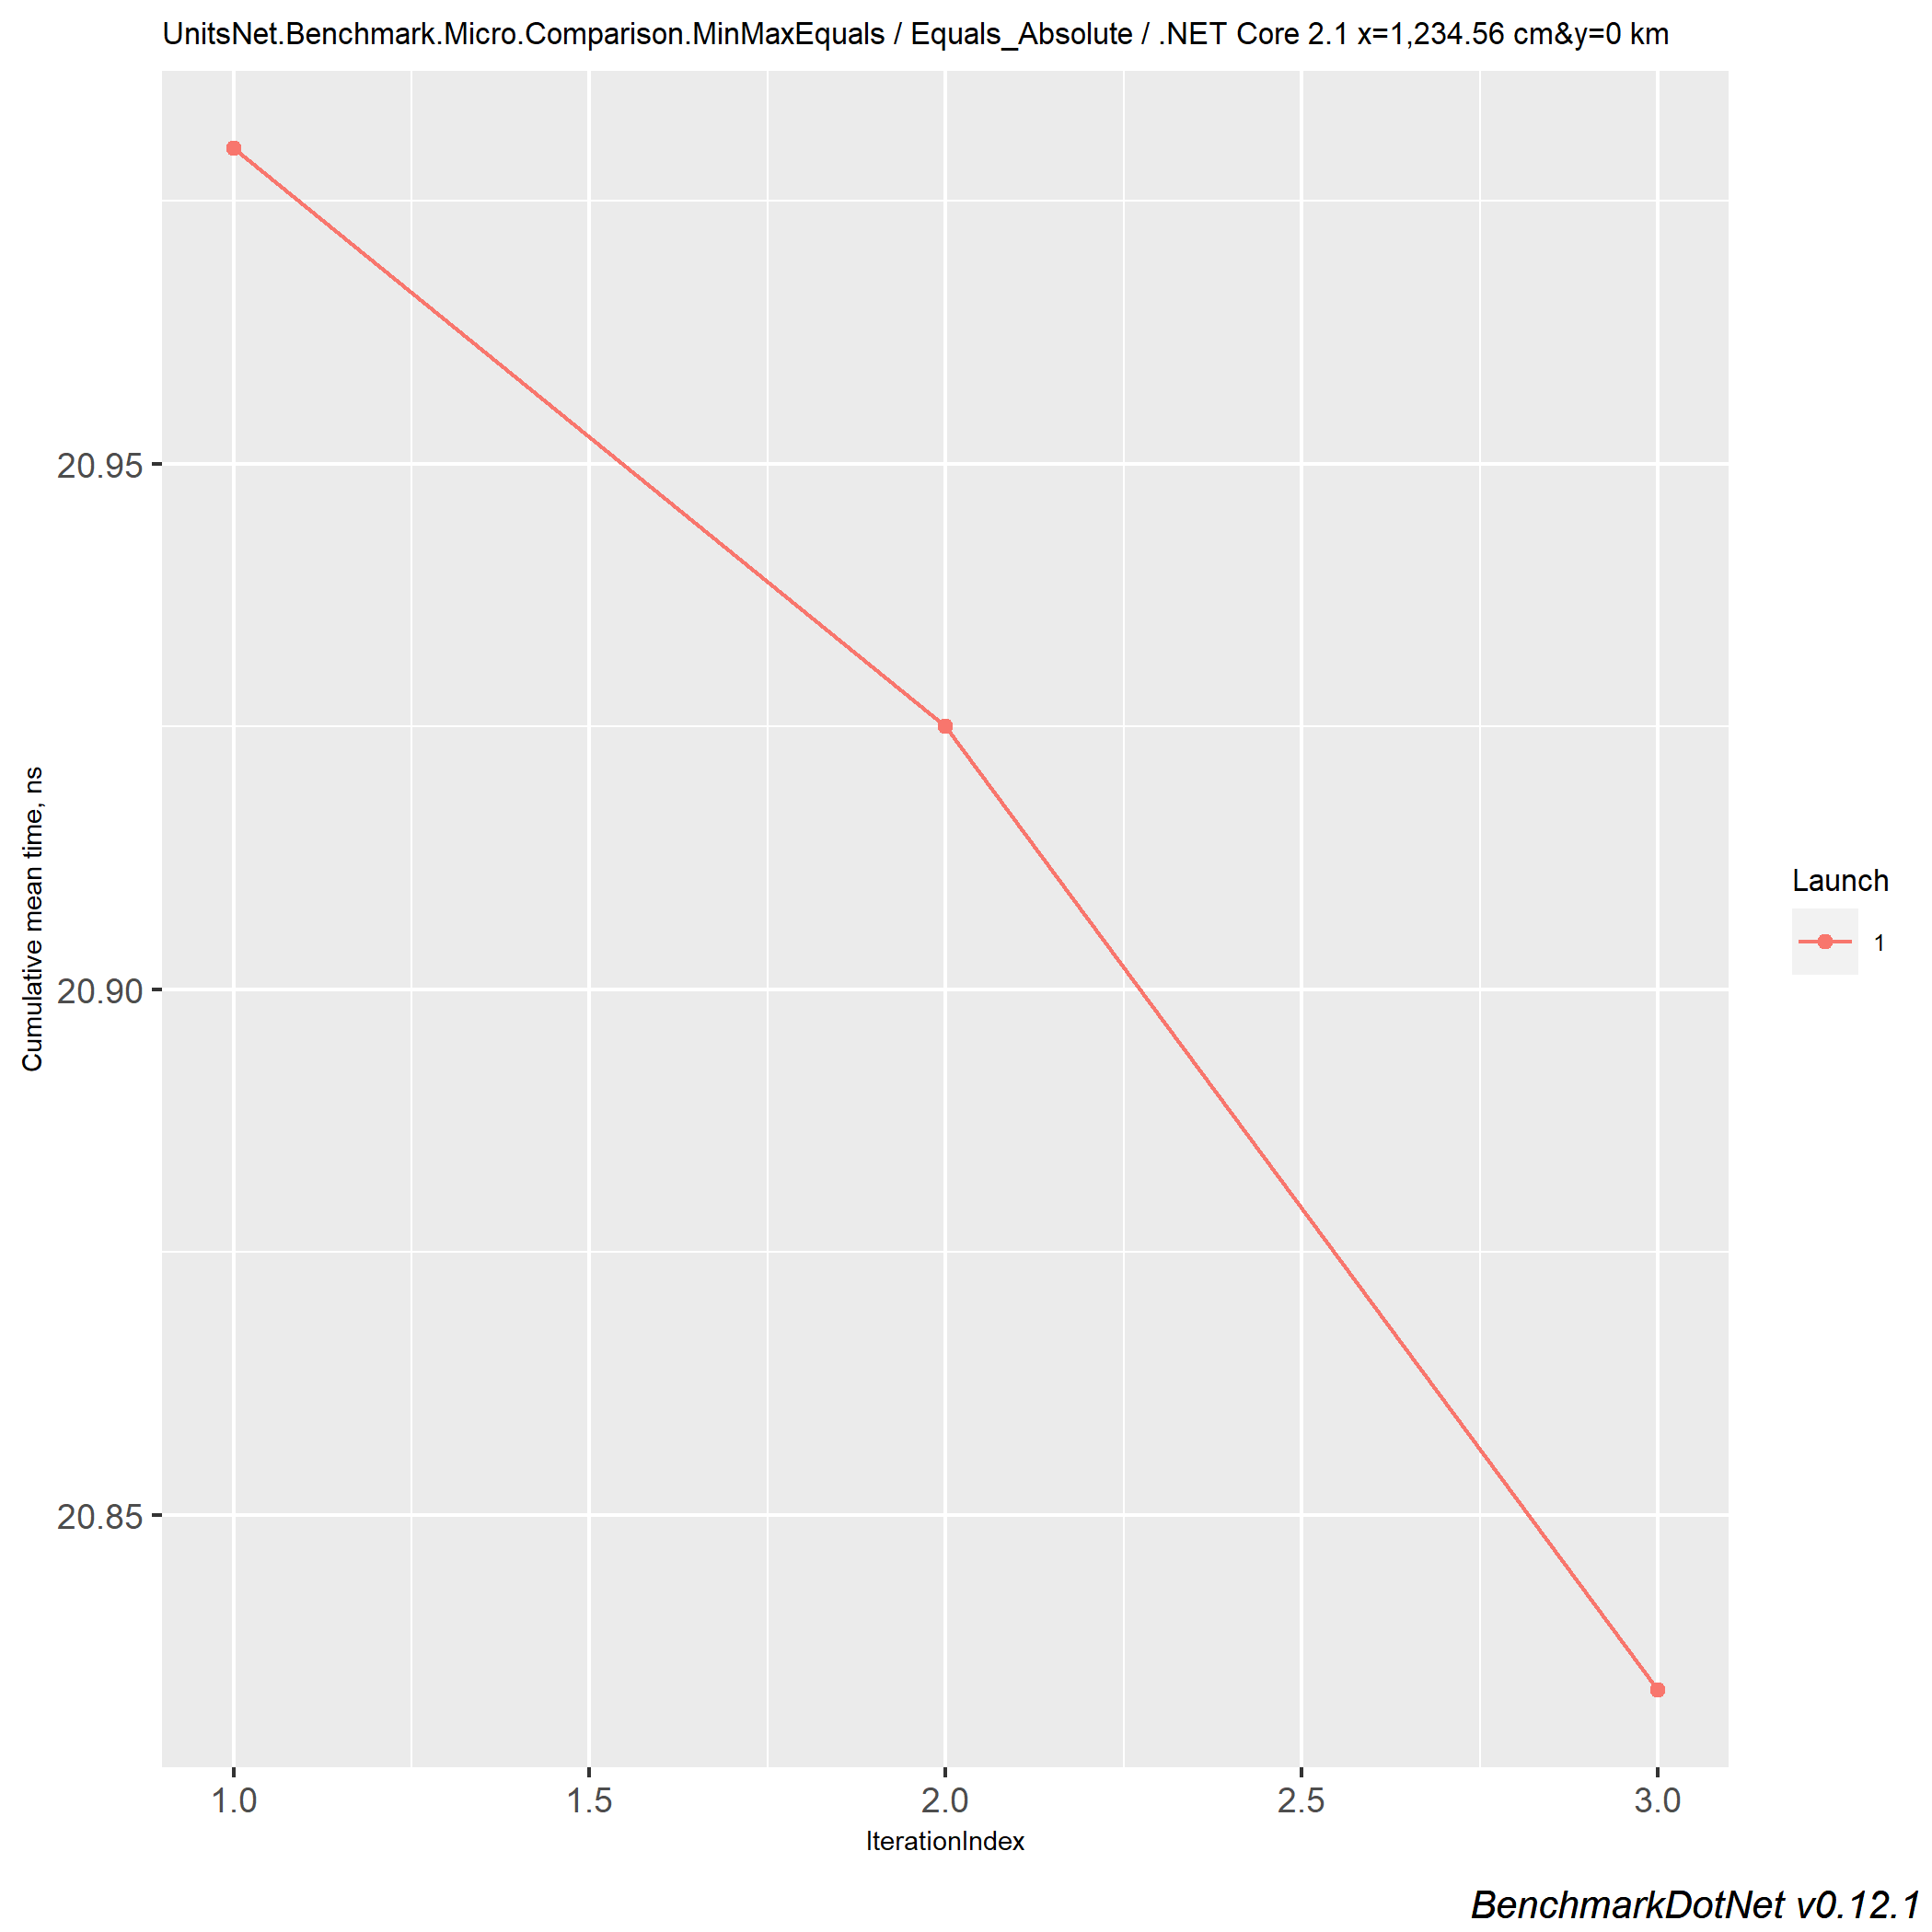 UnitsNet.Benchmark.Micro.Comparison.MinMaxEquals / Equals_Absolute / .NET Core 2.1 x=1,234.56 cm&y=0 km
Cumulative mean time, ns
20.95
20.90
20.85
1.0 1.5 2.0 2.5 3.0
IterationIndex
Launch
1
BenchmarkDotNet v0.12.1